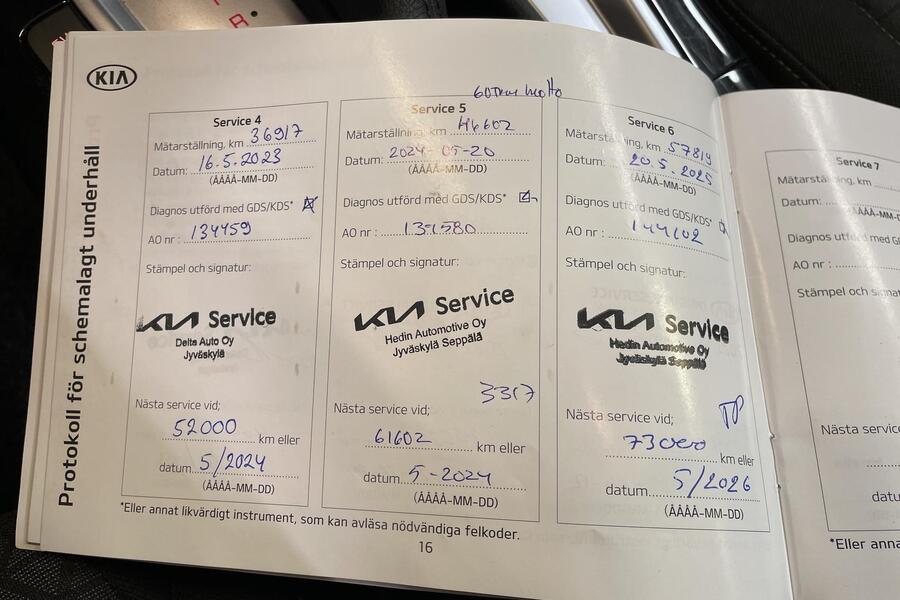 R
KIA
Protokoll för schemalagt underhåll
Service 4
Mätarställning, km 36917
Datum: 16.5.2023
(ÅÅÅÅ-MM-DD)
Diagnos utförd med GDS/KDS*
AO nr : 134459
Stämpel och signatur:
KIA Service
Delta Auto Oy
Jyväskylä
Nästa service vid;
52000 km eller
datum 5/2024
(ÅÅÅÅ-MM-DD)
Service 5
Mätarställning, km 46602
Datum: 2024-05-20
(ÅÅÅÅ-MM-DD)
Diagnos utförd med GDS/KDS*
AO nr :
Stämpel och signatur:
KIA Service
Hedin Automotive Oy
Jyväskylä Seppälä
3317
Nästa service vid;
61602 km eller
datum 5-2024
(ÅÅÅÅ-MM-DD)
Service 6
Mätarställning, km 57819
Datum: 20.5.2025
(ÅÅÅÅ-MM-DD)
Diagnos utförd med GDS/KDS*
AO nr : 144102
Stämpel och signatur:
KIA Service
Hedin Automotive Oy
Jyväskylä Seppälä
Nästa service vid;
73000 km eller
datum 5/2026
(ÅÅÅÅ-MM-DD)
*Eller annat likvärdigt instrument, som kan avläsa nödvändiga felkoder.
16
Service 7
Mätarställning, km
Datum:
Diagnos utförd med
AO nr :
Stämpel och signatur
Nästa service
*Eller